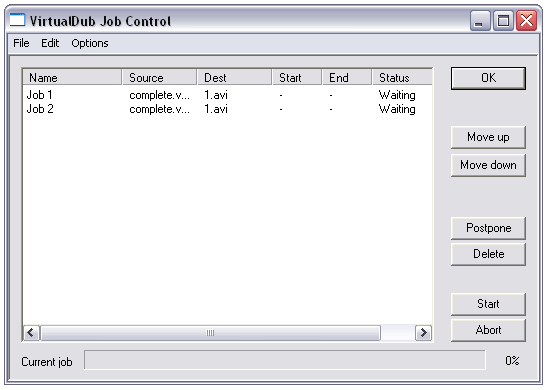 VirtualDub Job Control
File Edit Options
Name Source Dest Start End Status
Job 1 complete.v... 1.avi - - Waiting
Job 2 complete.v... 1.avi - - Waiting
OK
Move up
Move down
Postpone
Delete
Start
Abort
Current job 0%